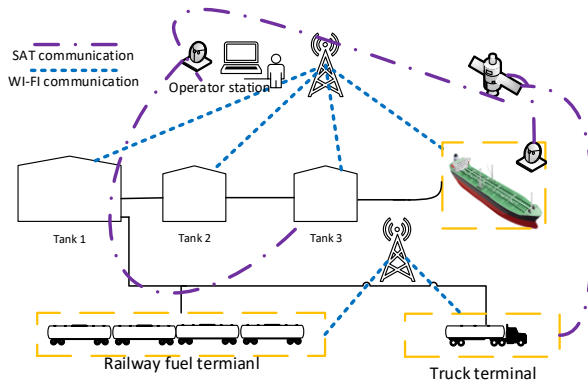 SAT communication
WI-FI communication
Operator station
Tank 1
Tank 2
Tank 3
Railway fuel termianl
Truck terminal